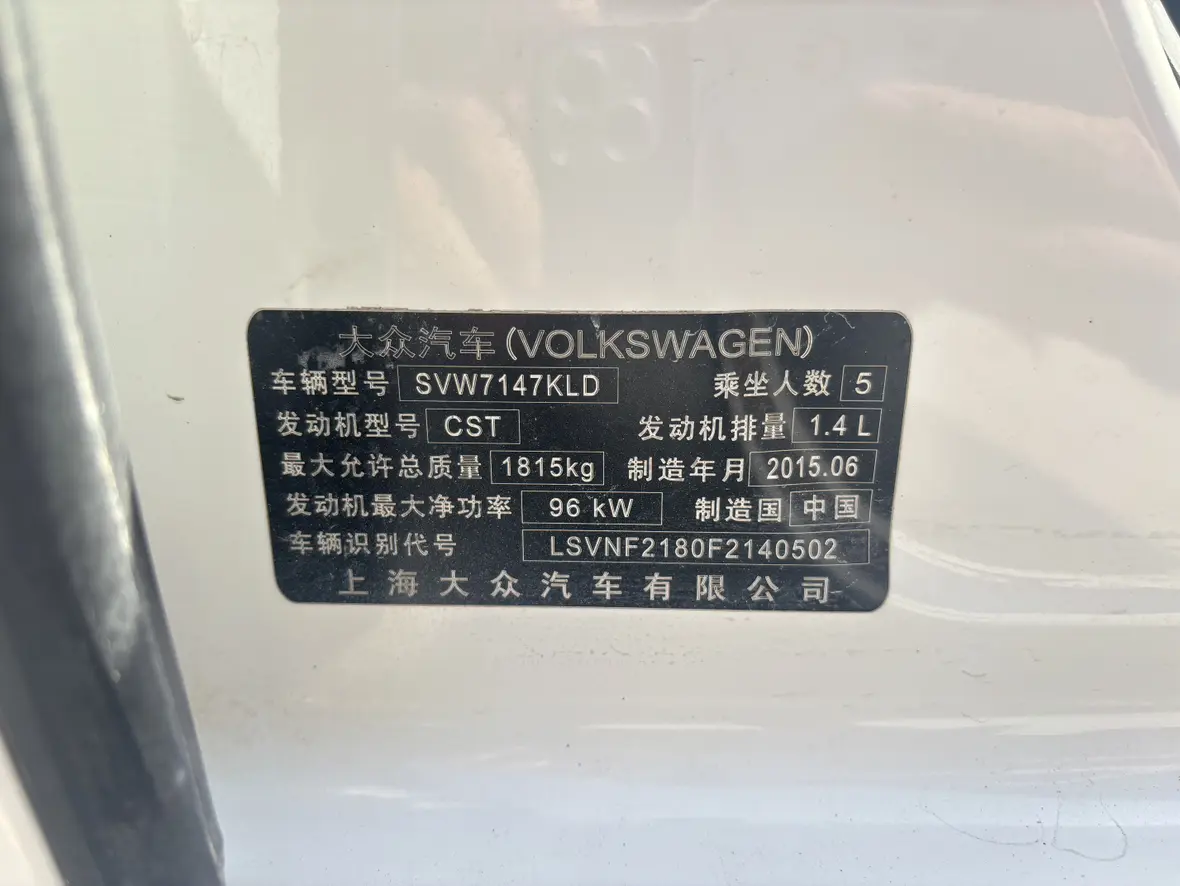 大众汽车(VOLKSWAGEN)
车辆型号 SVW7147KLD 乘坐人数 5
发动机型号 CST 发动机排量 1.4 L
最大允许总质量 1815kg 制造年月 2015.06
发动机最大净功率 96 kW 制造国 中国
车辆识别代号 LSVNF2180F2140502
上海大众汽车有限公司